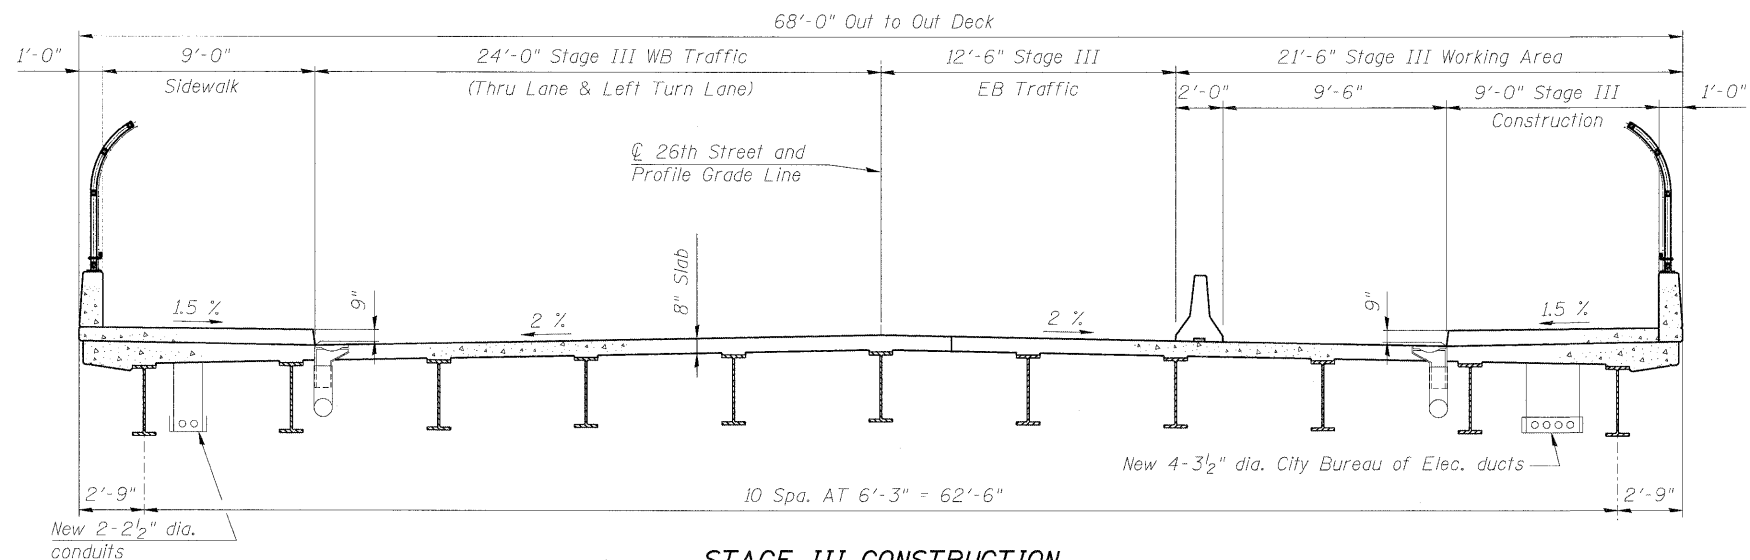 68'-0" Out to Out Deck
1'-0"
9'-0"
Sidewalk
24'-0" Stage III WB Traffic
(Thru Lane & Left Turn Lane)
12'-6" Stage III
EB Traffic
21'-6" Stage III Working Area
2'-0"
9'-6"
9'-0" Stage III
Construction
1'-0"
℄ 26th Street and
Profile Grade Line
1.5 %
9"
2 %
8" Slab
2 %
9"
1.5 %
New 4-3½" dia. City Bureau of Elec. ducts
2'-9"
10 Spa. AT 6'-3" = 62'-6"
2'-9"
New 2-2½" dia.
conduits
STAGE III CONSTRUCTION